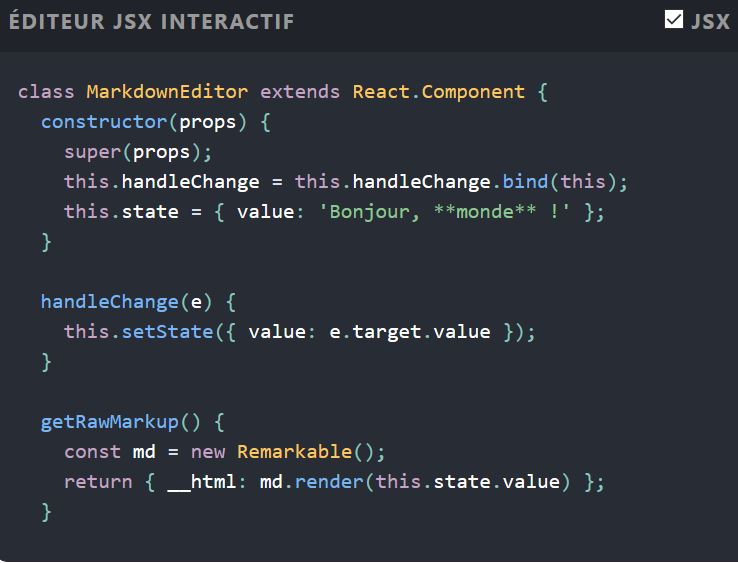 ÉDITEUR JSX INTERACTIF
JSX
class MarkdownEditor extends React.Component {
  constructor(props) {
    super(props);
    this.handleChange = this.handleChange.bind(this);
    this.state = { value: 'Bonjour, **monde** !' };
  }

  handleChange(e) {
    this.setState({ value: e.target.value });
  }

  getRawMarkup() {
    const md = new Remarkable();
    return { __html: md.render(this.state.value) };
  }